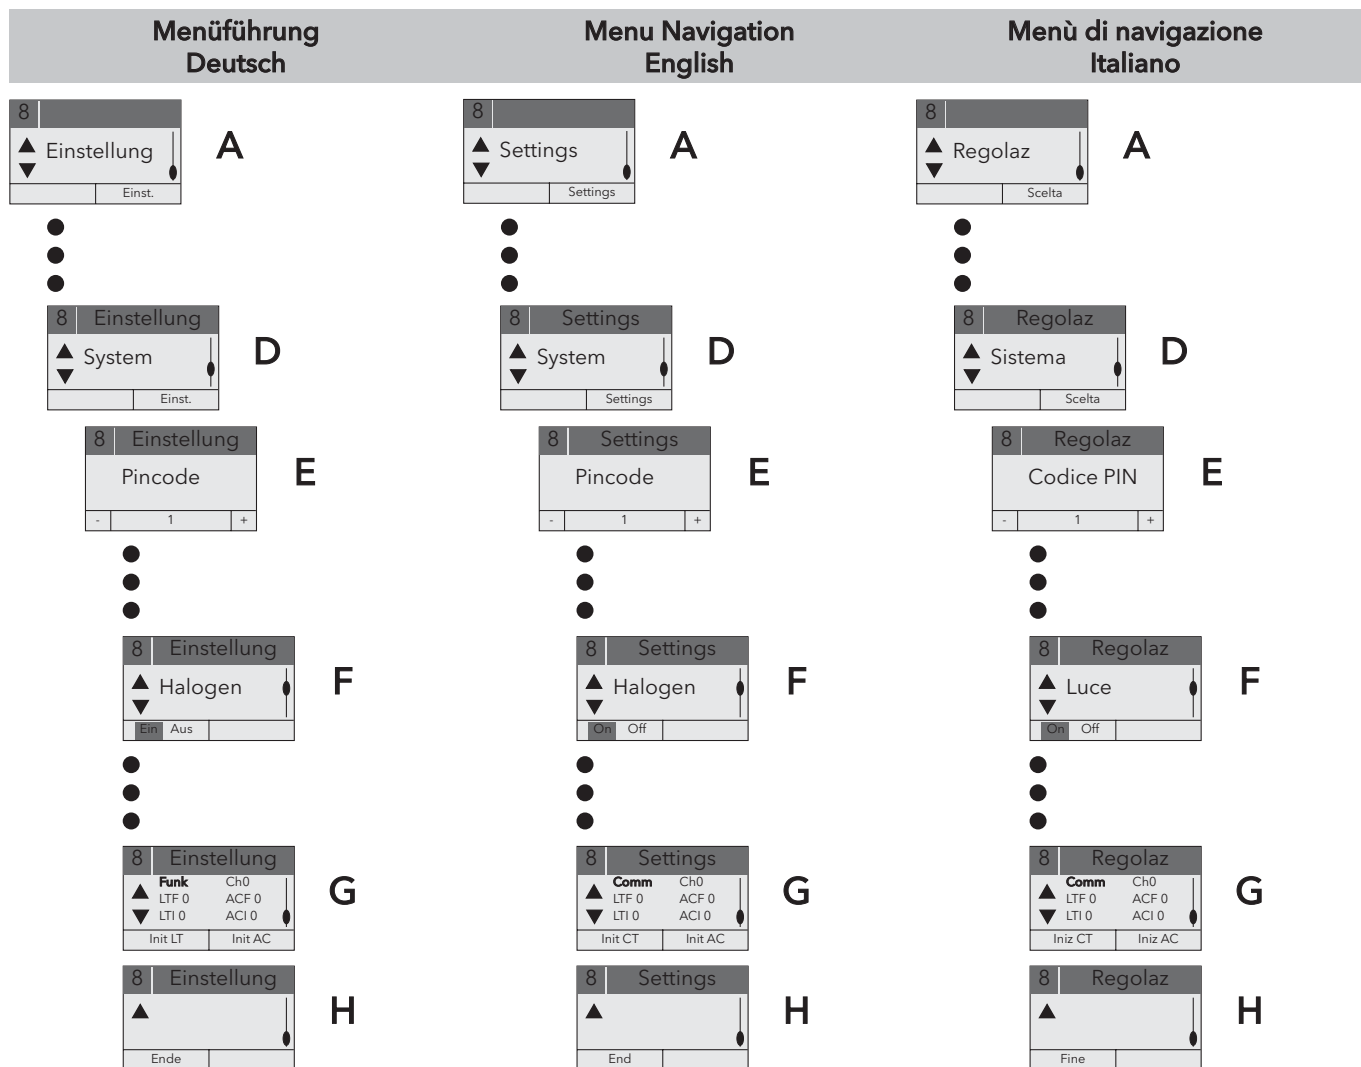 Menüführung
Deutsch
Menu Navigation
English
Menù di navigazione
Italiano
8
Einstellung
Einst.
A
8
Settings
Settings
A
8
Regolaz
Scelta
A
8 Einstellung
System
Einst.
D
8 Settings
System
Settings
D
8 Regolaz
Sistema
Scelta
D
8 Einstellung
Pincode
- 1 +
E
8 Settings
Pincode
- 1 +
E
8 Regolaz
Codice PIN
- 1 +
E
8 Einstellung
Halogen
Ein Aus
F
8 Settings
Halogen
On Off
F
8 Regolaz
Luce
On Off
F
8 Einstellung
Funk Ch0
LTF 0 ACF 0
LTI 0 ACI 0
Init LT Init AC
G
8 Settings
Comm Ch0
LTF 0 ACF 0
LTI 0 ACI 0
Init CT Init AC
G
8 Regolaz
Comm Ch0
LTF 0 ACF 0
LTI 0 ACI 0
Iniz CT Iniz AC
G
8 Einstellung
Ende
H
8 Settings
End
H
8 Regolaz
Fine
H